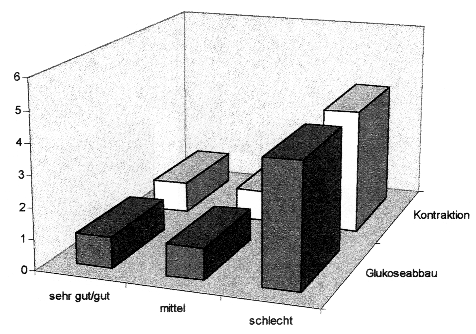 6
5
4
3
2
1
0
sehr gut/gut
mittel
schlecht
Glukoseabbau
Kontraktion